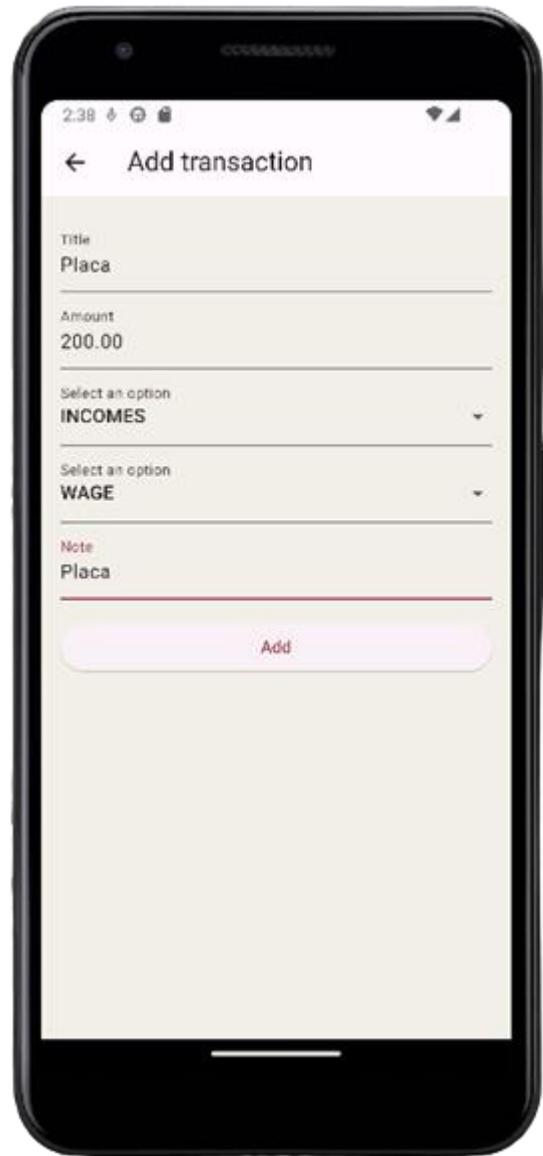 2:38
Add transaction
Title
Placa
Amount
200.00
Select an option
INCOMES
Select an option
WAGE
Note
Placa
Add